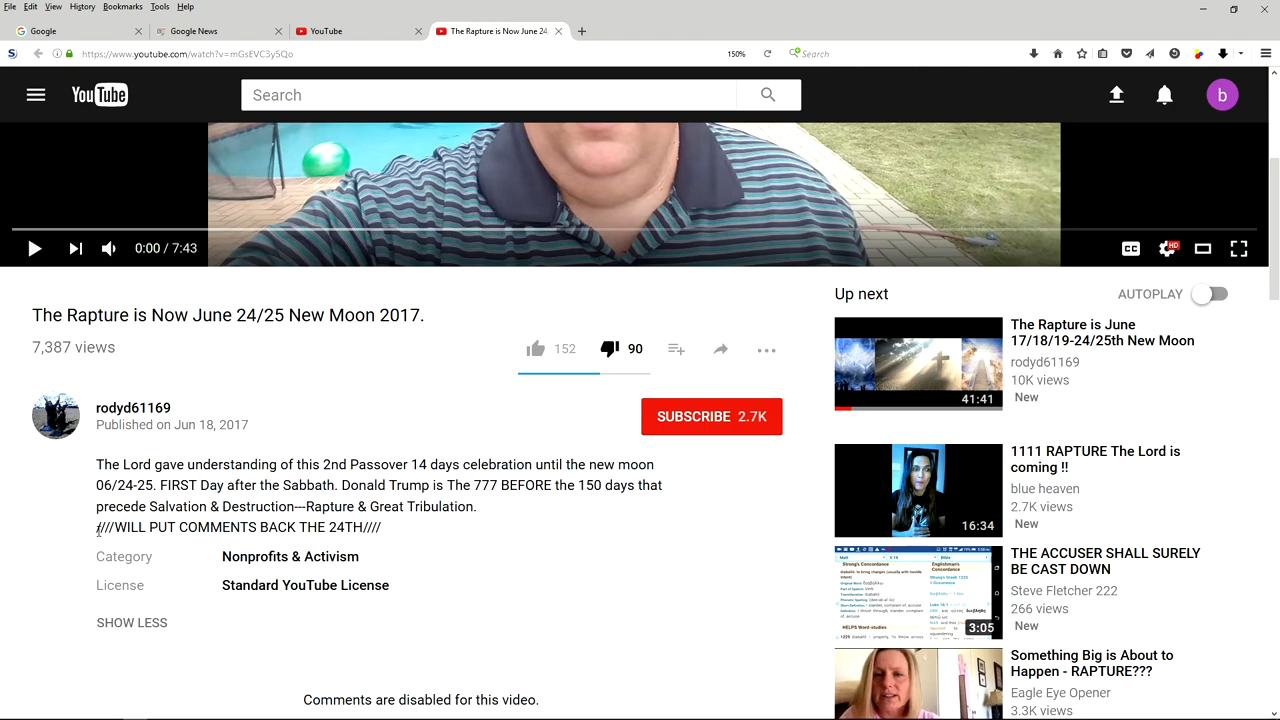 File Edit View History Bookmarks Tools Help
Google
Google News
YouTube
The Rapture is Now June 24
https://www.youtube.com/watch?v=mGsEVC3y5Qo
150%
Search
YouTube
Search
b
0:00 / 7:43
CC
HD
The Rapture is Now June 24/25 New Moon 2017.
7,387 views
152
90
rodyd61169
Published on Jun 18, 2017
SUBSCRIBE 2.7K
The Lord gave understanding of this 2nd Passover 14 days celebration until the new moon
06/24-25. FIRST Day after the Sabbath. Donald Trump is The 777 BEFORE the 150 days that
precede Salvation & Destruction---Rapture & Great Tribulation.
////WILL PUT COMMENTS BACK THE 24TH////
Category
Nonprofits & Activism
License
Standard YouTube License
SHOW LESS
Comments are disabled for this video.
Up next
AUTOPLAY
41:41
The Rapture is June
17/18/19-24/25th New Moon
rodyd61169
10K views
New
16:34
1111 RAPTURE The Lord is
coming !!
blue heaven
2.7K views
New
Strong's Concordance
Englishman's
Concordance
HELPS Word-studies
3:05
THE ACCUSER SHALL SURELY
BE CAST DOWN
Fletcher 222
266 views
New
Something Big is About to
Happen - RAPTURE???
Eagle Eye Opener
3.3K views